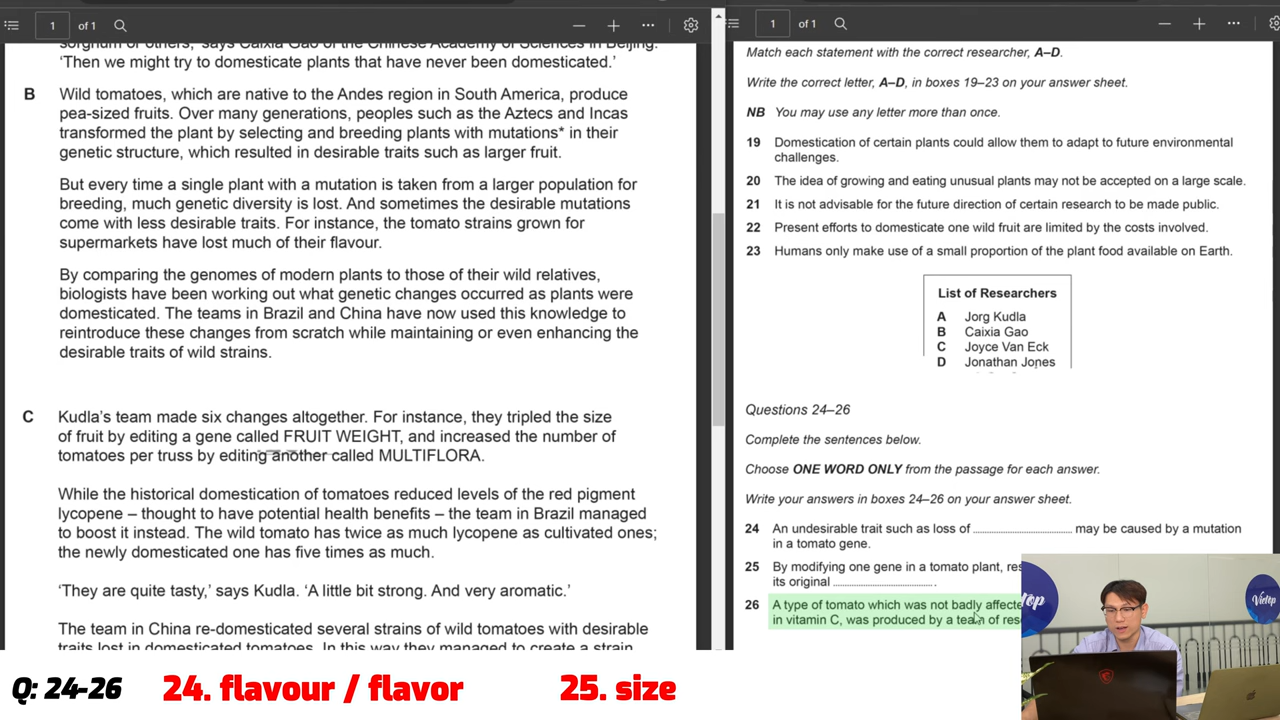 1 of 1
sorghum or others,' says Caixia Gao of the Chinese Academy of Sciences in Beijing.
'Then we might try to domesticate plants that have never been domesticated.'
B Wild tomatoes, which are native to the Andes region in South America, produce
pea-sized fruits. Over many generations, peoples such as the Aztecs and Incas
transformed the plant by selecting and breeding plants with mutations* in their
genetic structure, which resulted in desirable traits such as larger fruit.
But every time a single plant with a mutation is taken from a larger population for
breeding, much genetic diversity is lost. And sometimes the desirable mutations
come with less desirable traits. For instance, the tomato strains grown for
supermarkets have lost much of their flavour.
By comparing the genomes of modern plants to those of their wild relatives,
biologists have been working out what genetic changes occurred as plants were
domesticated. The teams in Brazil and China have now used this knowledge to
reintroduce these changes from scratch while maintaining or even enhancing the
desirable traits of wild strains.
C Kudla's team made six changes altogether. For instance, they tripled the size
of fruit by editing a gene called FRUIT WEIGHT, and increased the number of
tomatoes per truss by editing another called MULTIFLORA.
While the historical domestication of tomatoes reduced levels of the red pigment
lycopene – thought to have potential health benefits – the team in Brazil managed
to boost it instead. The wild tomato has twice as much lycopene as cultivated ones;
the newly domesticated one has five times as much.
'They are quite tasty,' says Kudla. 'A little bit strong. And very aromatic.'
The team in China re-domesticated several strains of wild tomatoes with desirable
traits lost in domesticated tomatoes. In this way they managed to create a strain
1 of 1
Match each statement with the correct researcher, A–D.
Write the correct letter, A–D, in boxes 19–23 on your answer sheet.
NB You may use any letter more than once.
19 Domestication of certain plants could allow them to adapt to future environmental
challenges.
20 The idea of growing and eating unusual plants may not be accepted on a large scale.
21 It is not advisable for the future direction of certain research to be made public.
22 Present efforts to domesticate one wild fruit are limited by the costs involved.
23 Humans only make use of a small proportion of the plant food available on Earth.
List of Researchers
A Jorg Kudla
B Caixia Gao
C Joyce Van Eck
D Jonathan Jones
Questions 24–26
Complete the sentences below.
Choose ONE WORD ONLY from the passage for each answer.
Write your answers in boxes 24–26 on your answer sheet.
24 An undesirable trait such as loss of .............................. may be caused by a mutation
in a tomato gene.
25 By modifying one gene in a tomato plant, res
its original .............................. .
26 A type of tomato which was not badly affecte
in vitamin C, was produced by a team of res
VieTop
Q: 24-26 24. flavour / flavor 25. size